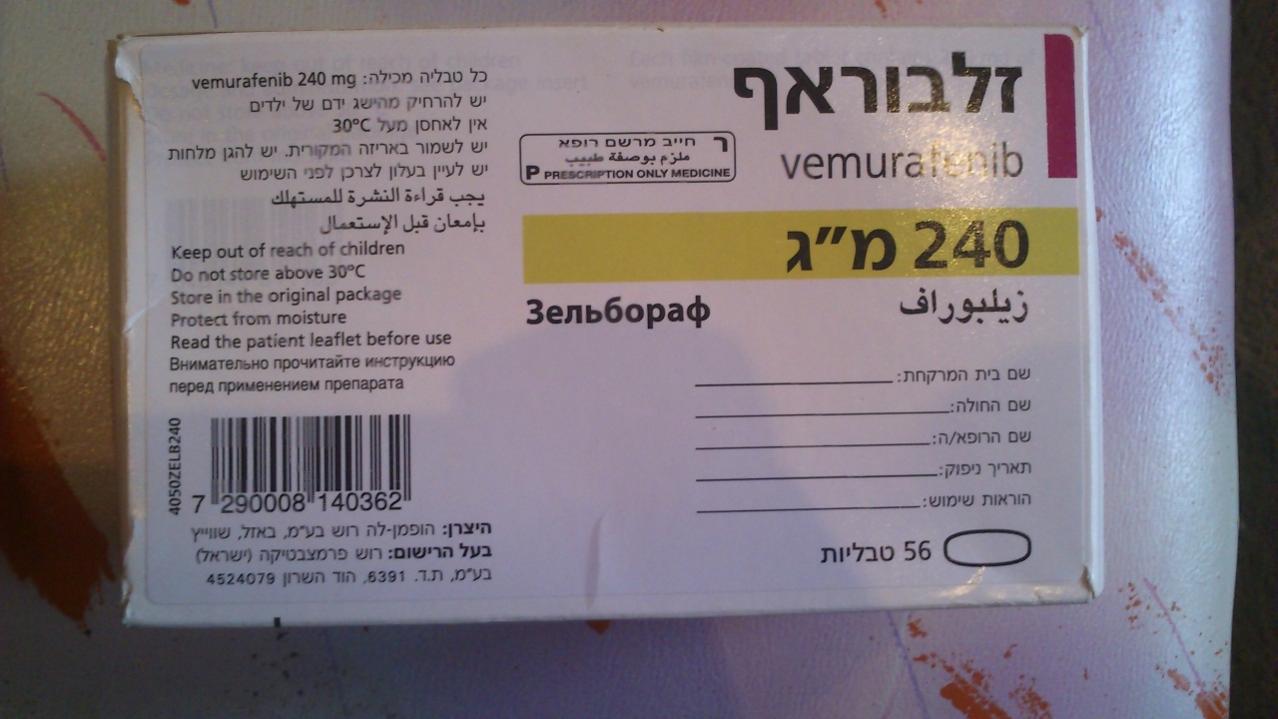 זלבוראף
vemurafenib
ר חייב מרשם רופא
ملزم بوصفة طبيب
P PRESCRIPTION ONLY MEDICINE
240 מ״ג
زيلبوراف
Зельбораф
שם בית המרקחת:
שם החולה:
שם הרופא/ה:
תאריך ניפוק:
הוראות שימוש:
56 טבליות
כל טבליה מכילה: vemurafenib 240 mg
יש להרחיק מהישג ידם של ילדים
אין לאחסן מעל 30°C
יש לשמור באריזה המקורית. יש להגן מלחות
יש לעיין בעלון לצרכן לפני השימוש
يجب قراءة النشرة للمستهلك
بإمعان قبل الإستعمال
Keep out of reach of children
Do not store above 30°C
Store in the original package
Protect from moisture
Read the patient leaflet before use
Внимательно прочитайте инструкцию
перед применением препарата
4050ZELB240
7 290008 140362
היצרן: הופמן-לה רוש בע״מ, באזל, שווייץ
בעל הרישום: רוש פרמצבטיקה (ישראל)
בע״מ, ת.ד. 6391, הוד השרון 4524079